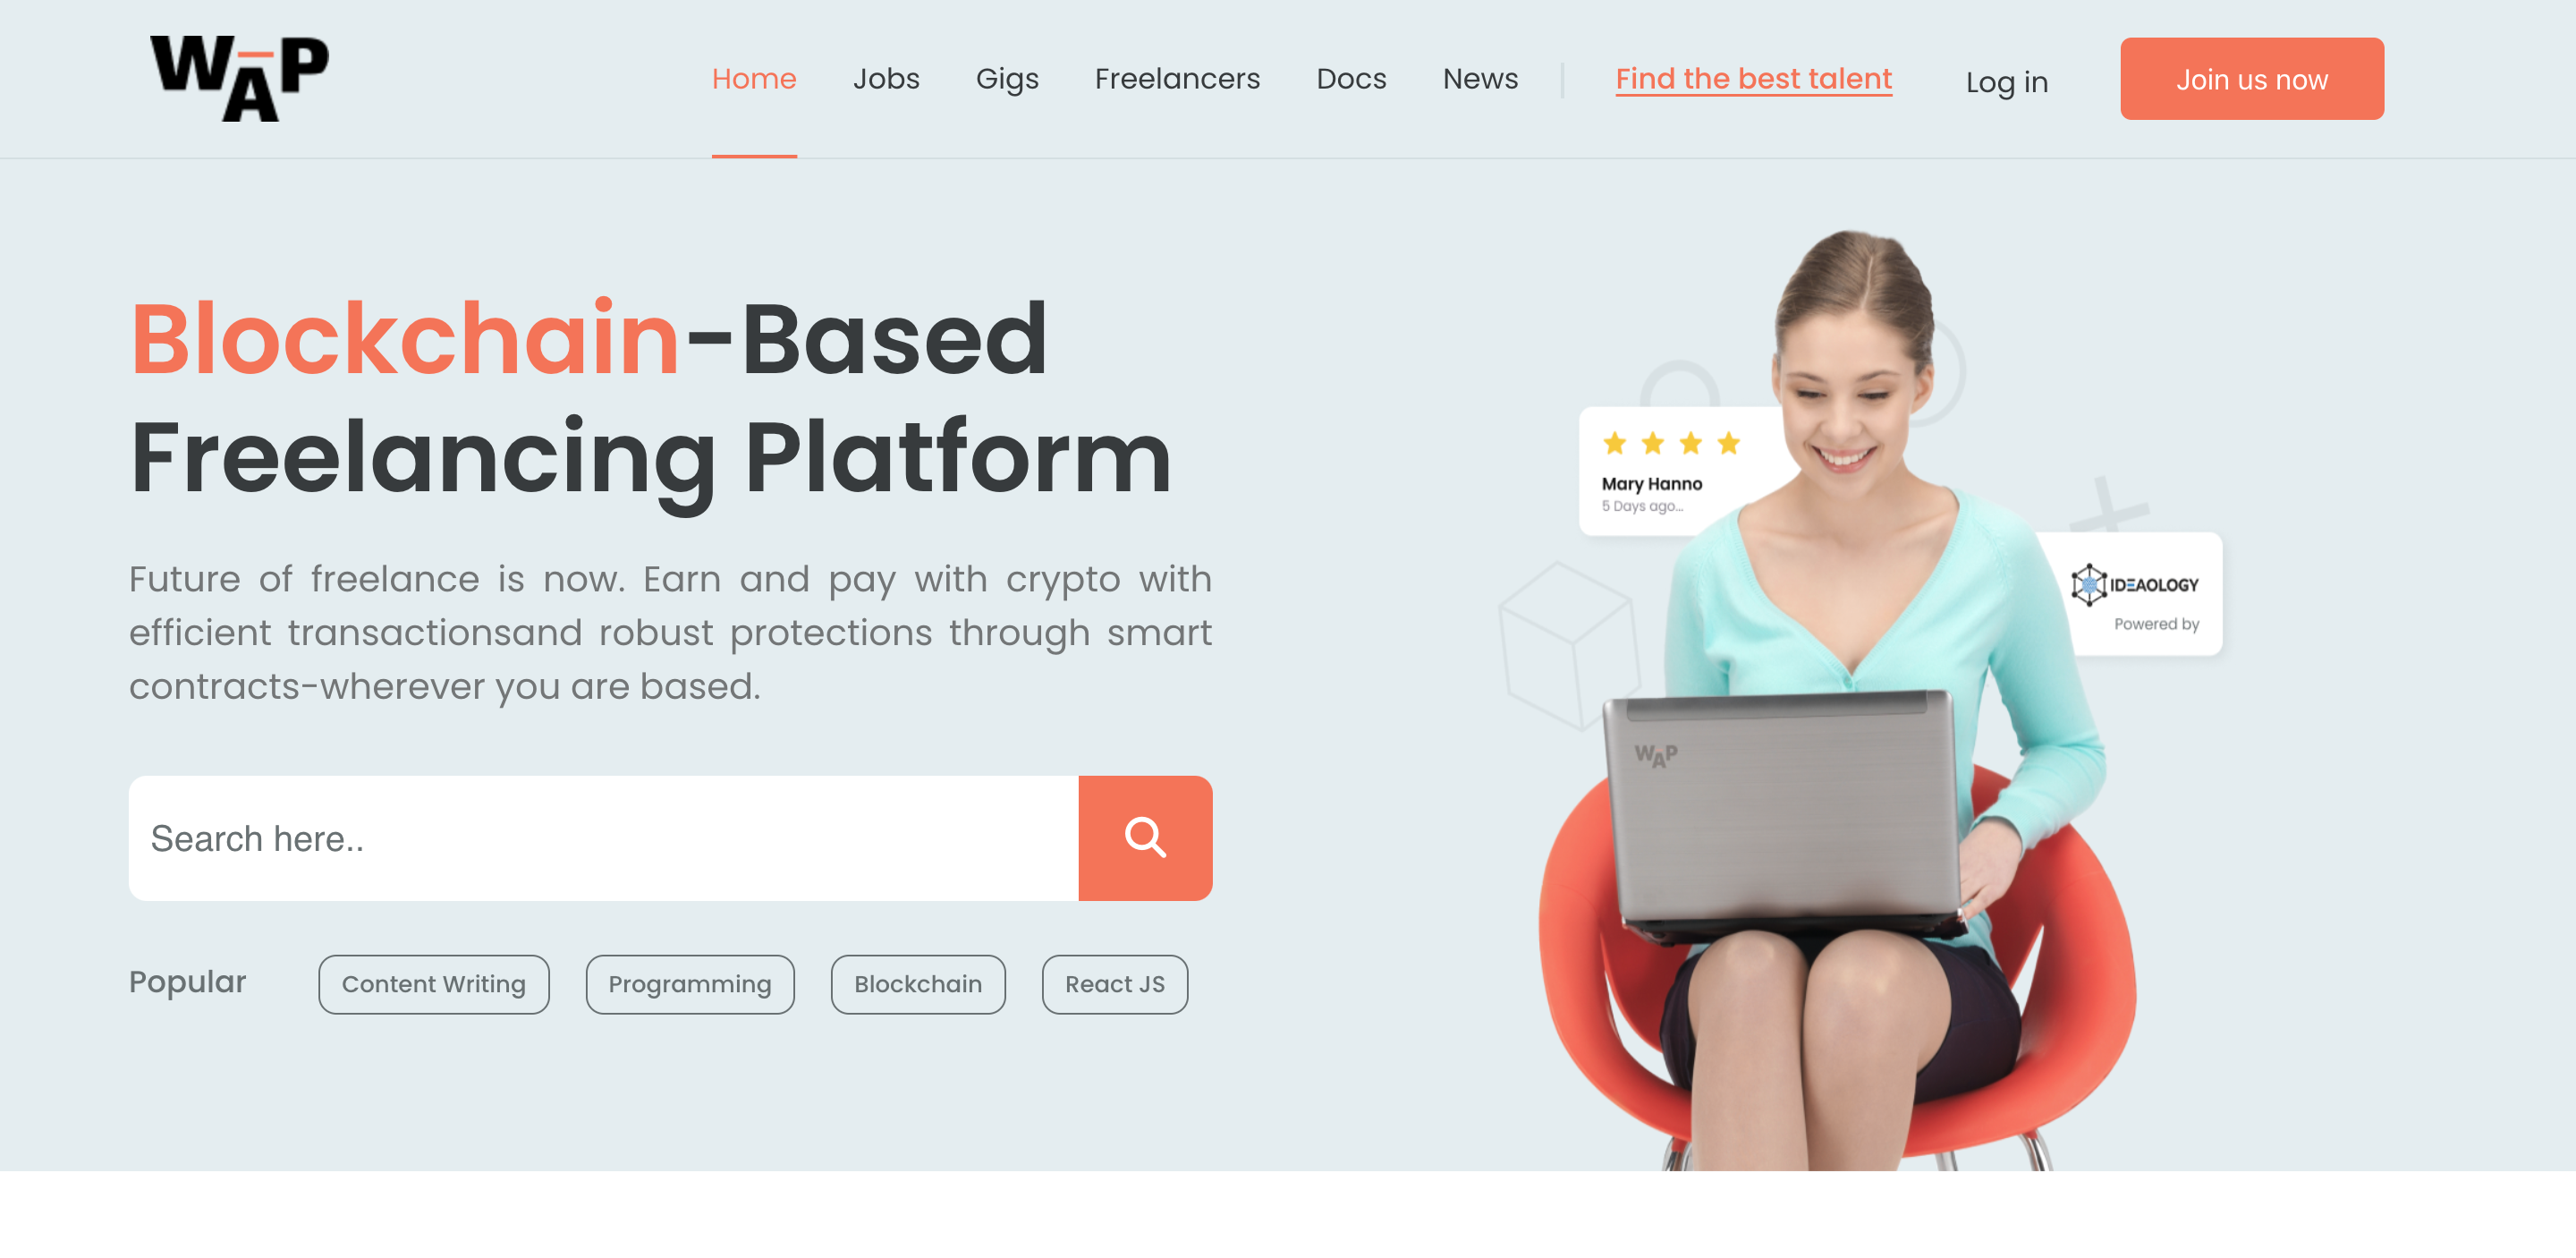 WAP
Home Jobs Gigs Freelancers Docs News Find the best talent Log in Join us now
Blockchain-Based
Freelancing Platform
Future of freelance is now. Earn and pay with crypto with
efficient transactionsand robust protections through smart
contracts-wherever you are based.
Search here..
Popular Content Writing Programming Blockchain React JS
Mary Hanno
5 Days ago...
IDEAOLOGY
Powered by
WAP